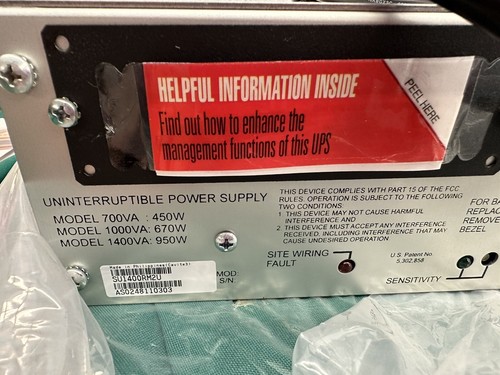 HELPFUL INFORMATION INSIDE
Find out how to enhance the
management functions of this UPS
PEEL HERE
UNINTERRUPTIBLE POWER SUPPLY
MODEL 700VA : 450W
MODEL 1000VA: 670W
MODEL 1400VA: 950W
THIS DEVICE COMPLIES WITH PART 15 OF THE FCC
RULES. OPERATION IS SUBJECT TO THE FOLLOWING
TWO CONDITIONS:
1 THIS DEVICE MAY NOT CAUSE HARMFUL
INTERFERENCE AND
2 THIS DEVICE MUST ACCEPT ANY INTERFERENCE
RECEIVED, INCLUDING INTERFERENCE THAT MAY
CAUSE UNDESIRED OPERATION
FOR BA
REPLAC
REMOVE
BEZEL
SITE WIRING
FAULT
U.S. Patent No.
5,302,858
SENSITIVITY
Philippines(Cavite)
SU1400RM2U
AS0248110303
MOD:
S/N: